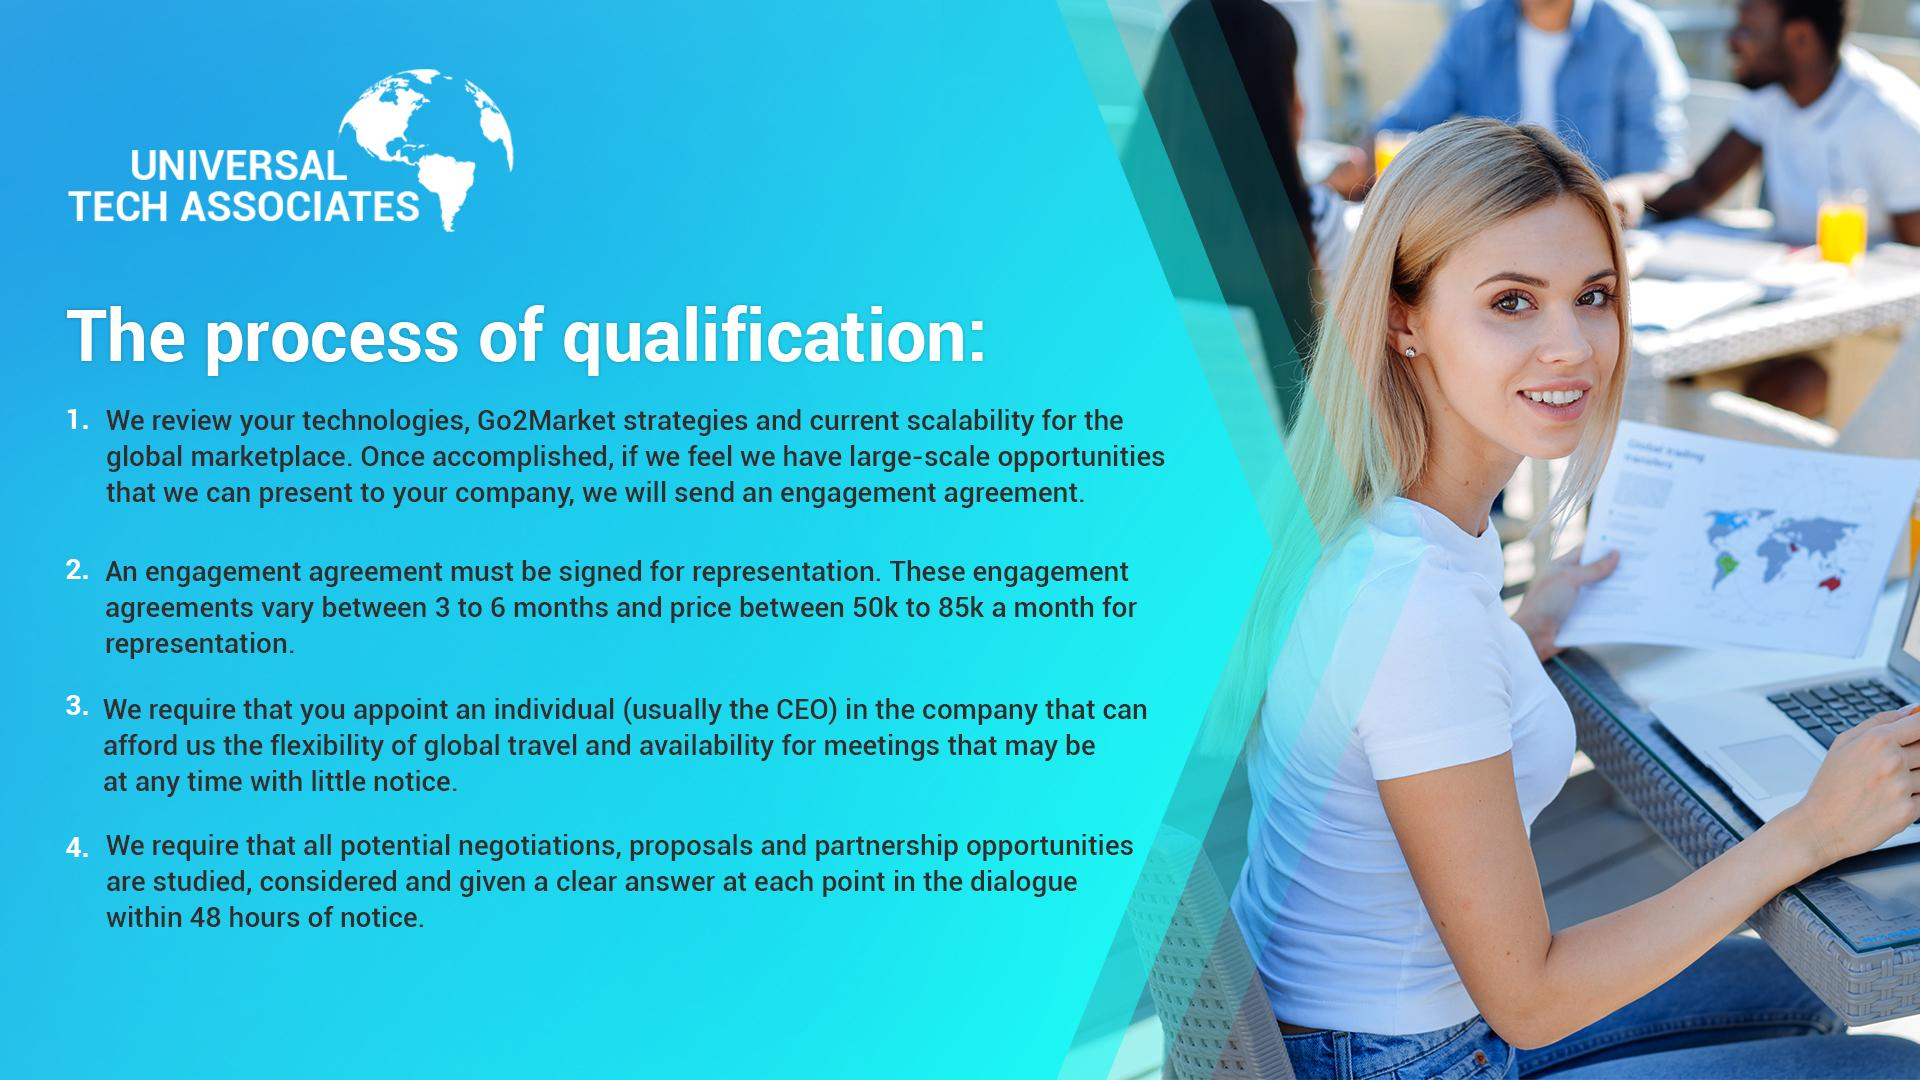 UNIVERSAL
TECH ASSOCIATES
The process of qualification:
1. We review your technologies, Go2Market strategies and current scalability for the
global marketplace. Once accomplished, if we feel we have large-scale opportunities
that we can present to your company, we will send an engagement agreement.
2. An engagement agreement must be signed for representation. These engagement
agreements vary between 3 to 6 months and price between 50k to 85k a month for
representation.
3. We require that you appoint an individual (usually the CEO) in the company that can
afford us the flexibility of global travel and availability for meetings that may be
at any time with little notice.
4. We require that all potential negotiations, proposals and partnership opportunities
are studied, considered and given a clear answer at each point in the dialogue
within 48 hours of notice.
Global trading
transfers